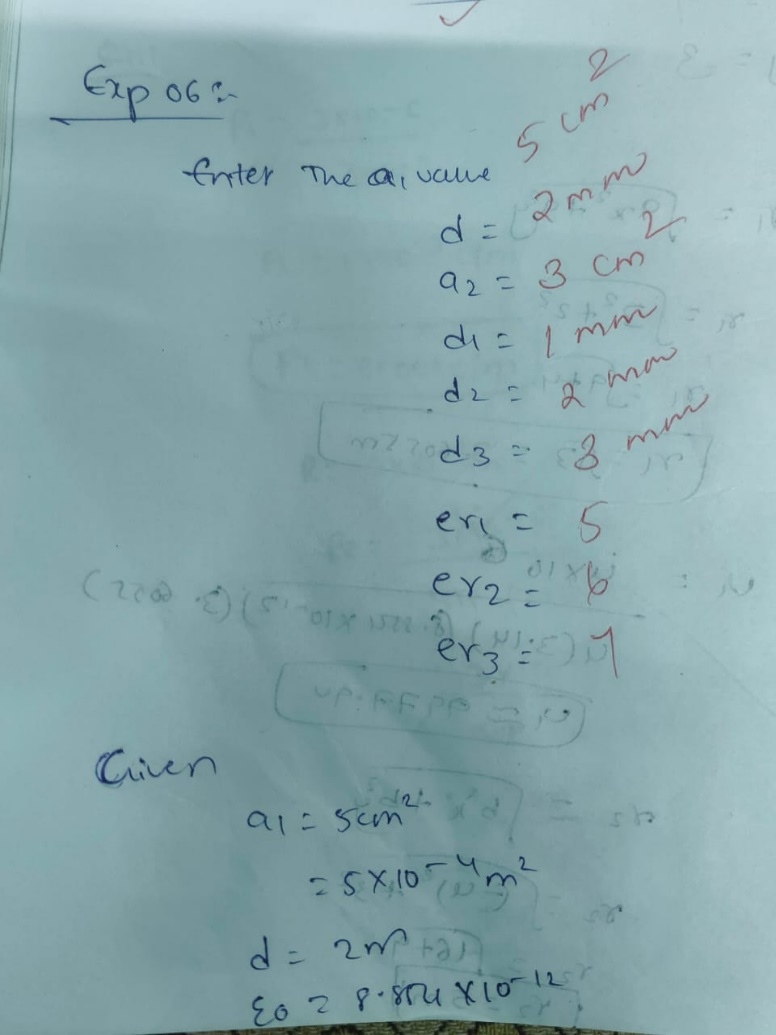 Exp 06:-
Enter The a1 value 5 cm²
d = 2 mm
a2 = 3 cm²
d1 = 1 mm
d2 = 2 mm
d3 = 3 mm
er1 = 5
er2 = 6
er3 = 7
Given
a1 = 5cm²
= 5×10⁻⁴m²
d = 2m
ε0 = 8.854 ×10⁻¹²